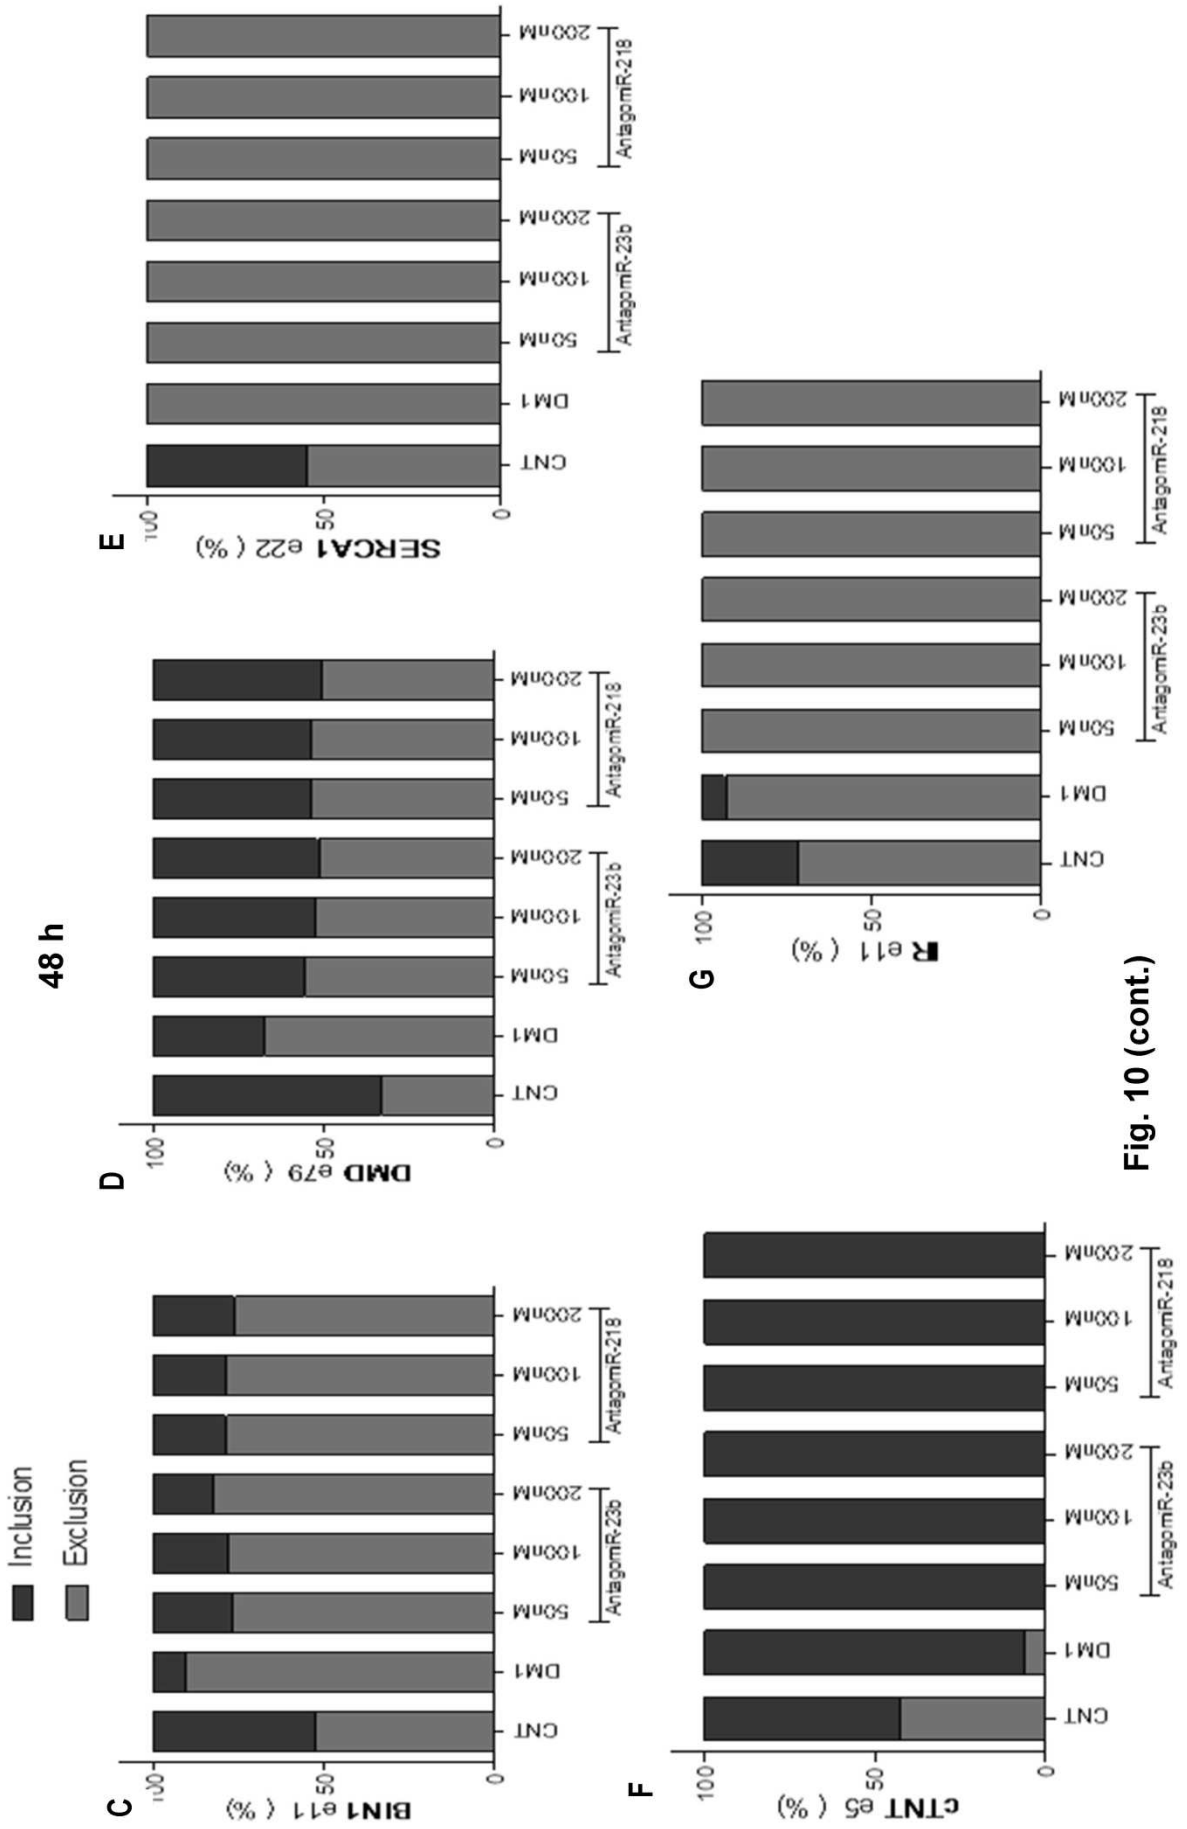 48 h
Inclusion
Exclusion
C
BIN1 e11 (%)
100
50
0
CNT
DM1
50nM
100nM
200nM
50nM
100nM
200nM
AntagomiR-23b
AntagomiR-218
D
DMD e79 (%)
100
50
0
CNT
DM1
50nM
100nM
200nM
50nM
100nM
200nM
AntagomiR-23b
AntagomiR-218
E
SERCA1 e22 (%)
100
50
0
CNT
DM1
50nM
100nM
200nM
50nM
100nM
200nM
AntagomiR-23b
AntagomiR-218
F
cTNT e5 (%)
100
50
0
CNT
DM1
50nM
100nM
200nM
50nM
100nM
200nM
AntagomiR-23b
AntagomiR-218
G
IR e11 (%)
100
50
0
CNT
DM1
50nM
100nM
200nM
50nM
100nM
200nM
AntagomiR-23b
AntagomiR-218
Fig. 10 (cont.)